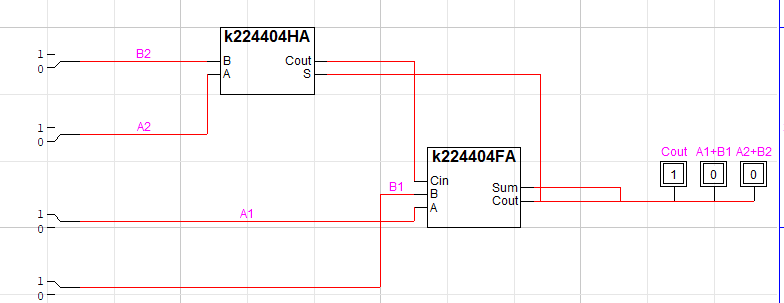 k224404HA
1
0
B2
B Cout
A S
1
0
A2
k224404FA
Cout A1+B1 A2+B2
1 0 0
Cin
B1
B Sum
A Cout
1
0
A1
1
0